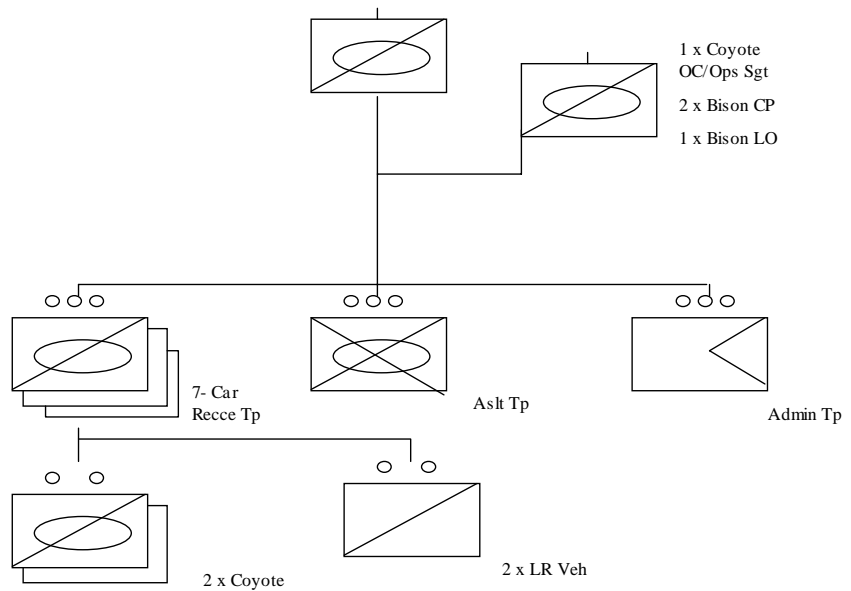 1 x Coyote
OC/Ops Sgt
2 x Bison CP
1 x Bison LO
7- Car
Recce Tp
Aslt Tp
Admin Tp
2 x Coyote
2 x LR Veh